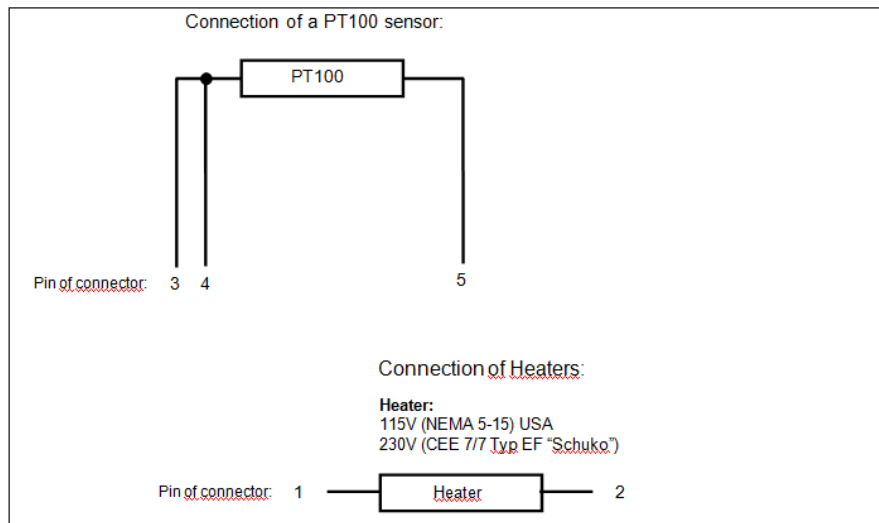 Connection of a PT100 sensor:
PT100
Pin of connector: 3 4 5
Connection of Heaters:
Heater:
115V (NEMA 5-15) USA
230V (CEE 7/7 Typ EF “Schuko”)
Pin of connector: 1 Heater 2